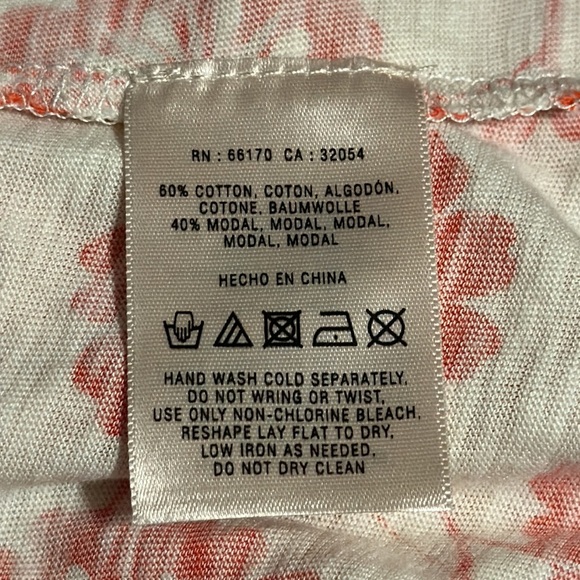 RN : 66170 CA : 32054
60% COTTON, COTON, ALGODÓN,
COTONE, BAUMWOLLE
40% MODAL, MODAL, MODAL,
MODAL, MODAL
HECHO EN CHINA
HAND WASH COLD SEPARATELY.
DO NOT WRING OR TWIST,
USE ONLY NON-CHLORINE BLEACH.
RESHAPE LAY FLAT TO DRY,
LOW IRON AS NEEDED,
DO NOT DRY CLEAN